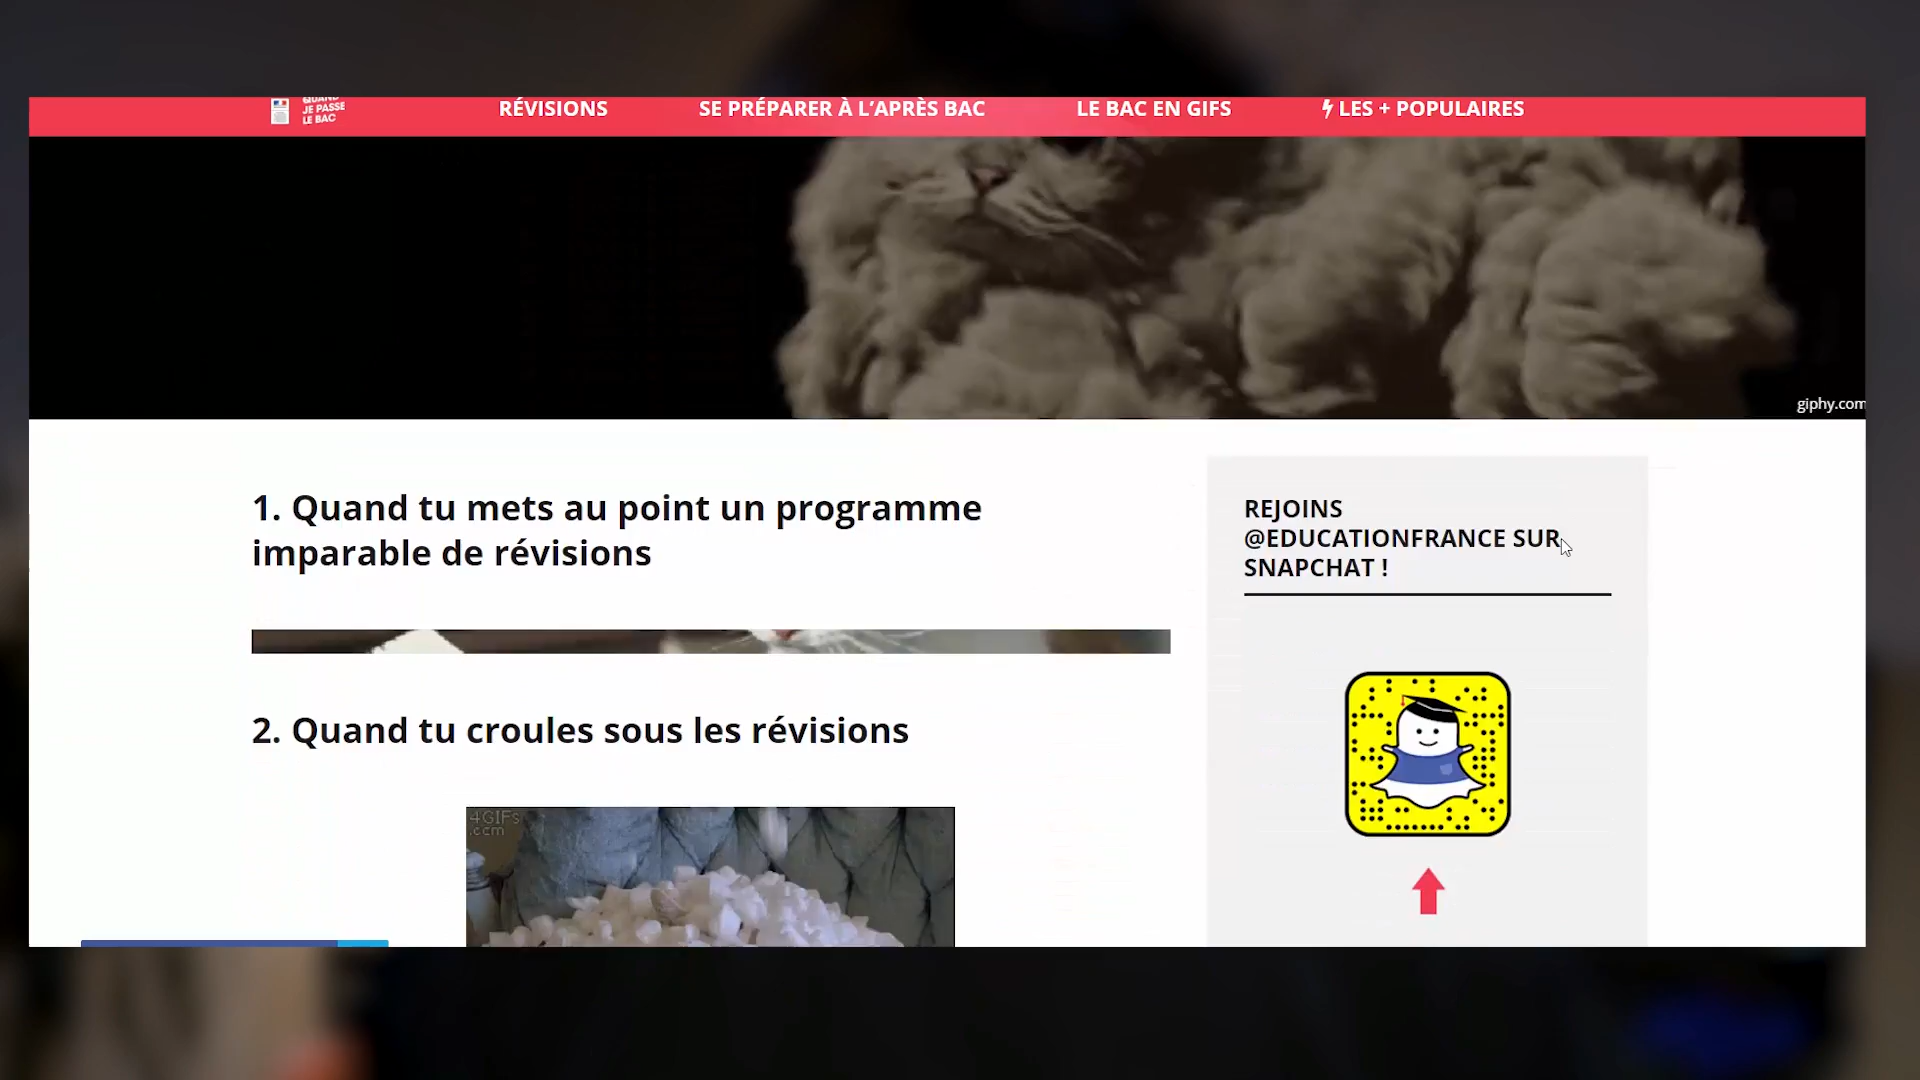 QUAND
JE PASSE
LE BAC
RÉVISIONS
SE PRÉPARER À L'APRÈS BAC
LE BAC EN GIFS
LES + POPULAIRES
giphy.com
1. Quand tu mets au point un programme
imparable de révisions
REJOINS
@EDUCATIONFRANCE SUR
SNAPCHAT !
2. Quand tu croules sous les révisions
4GIFs
.com